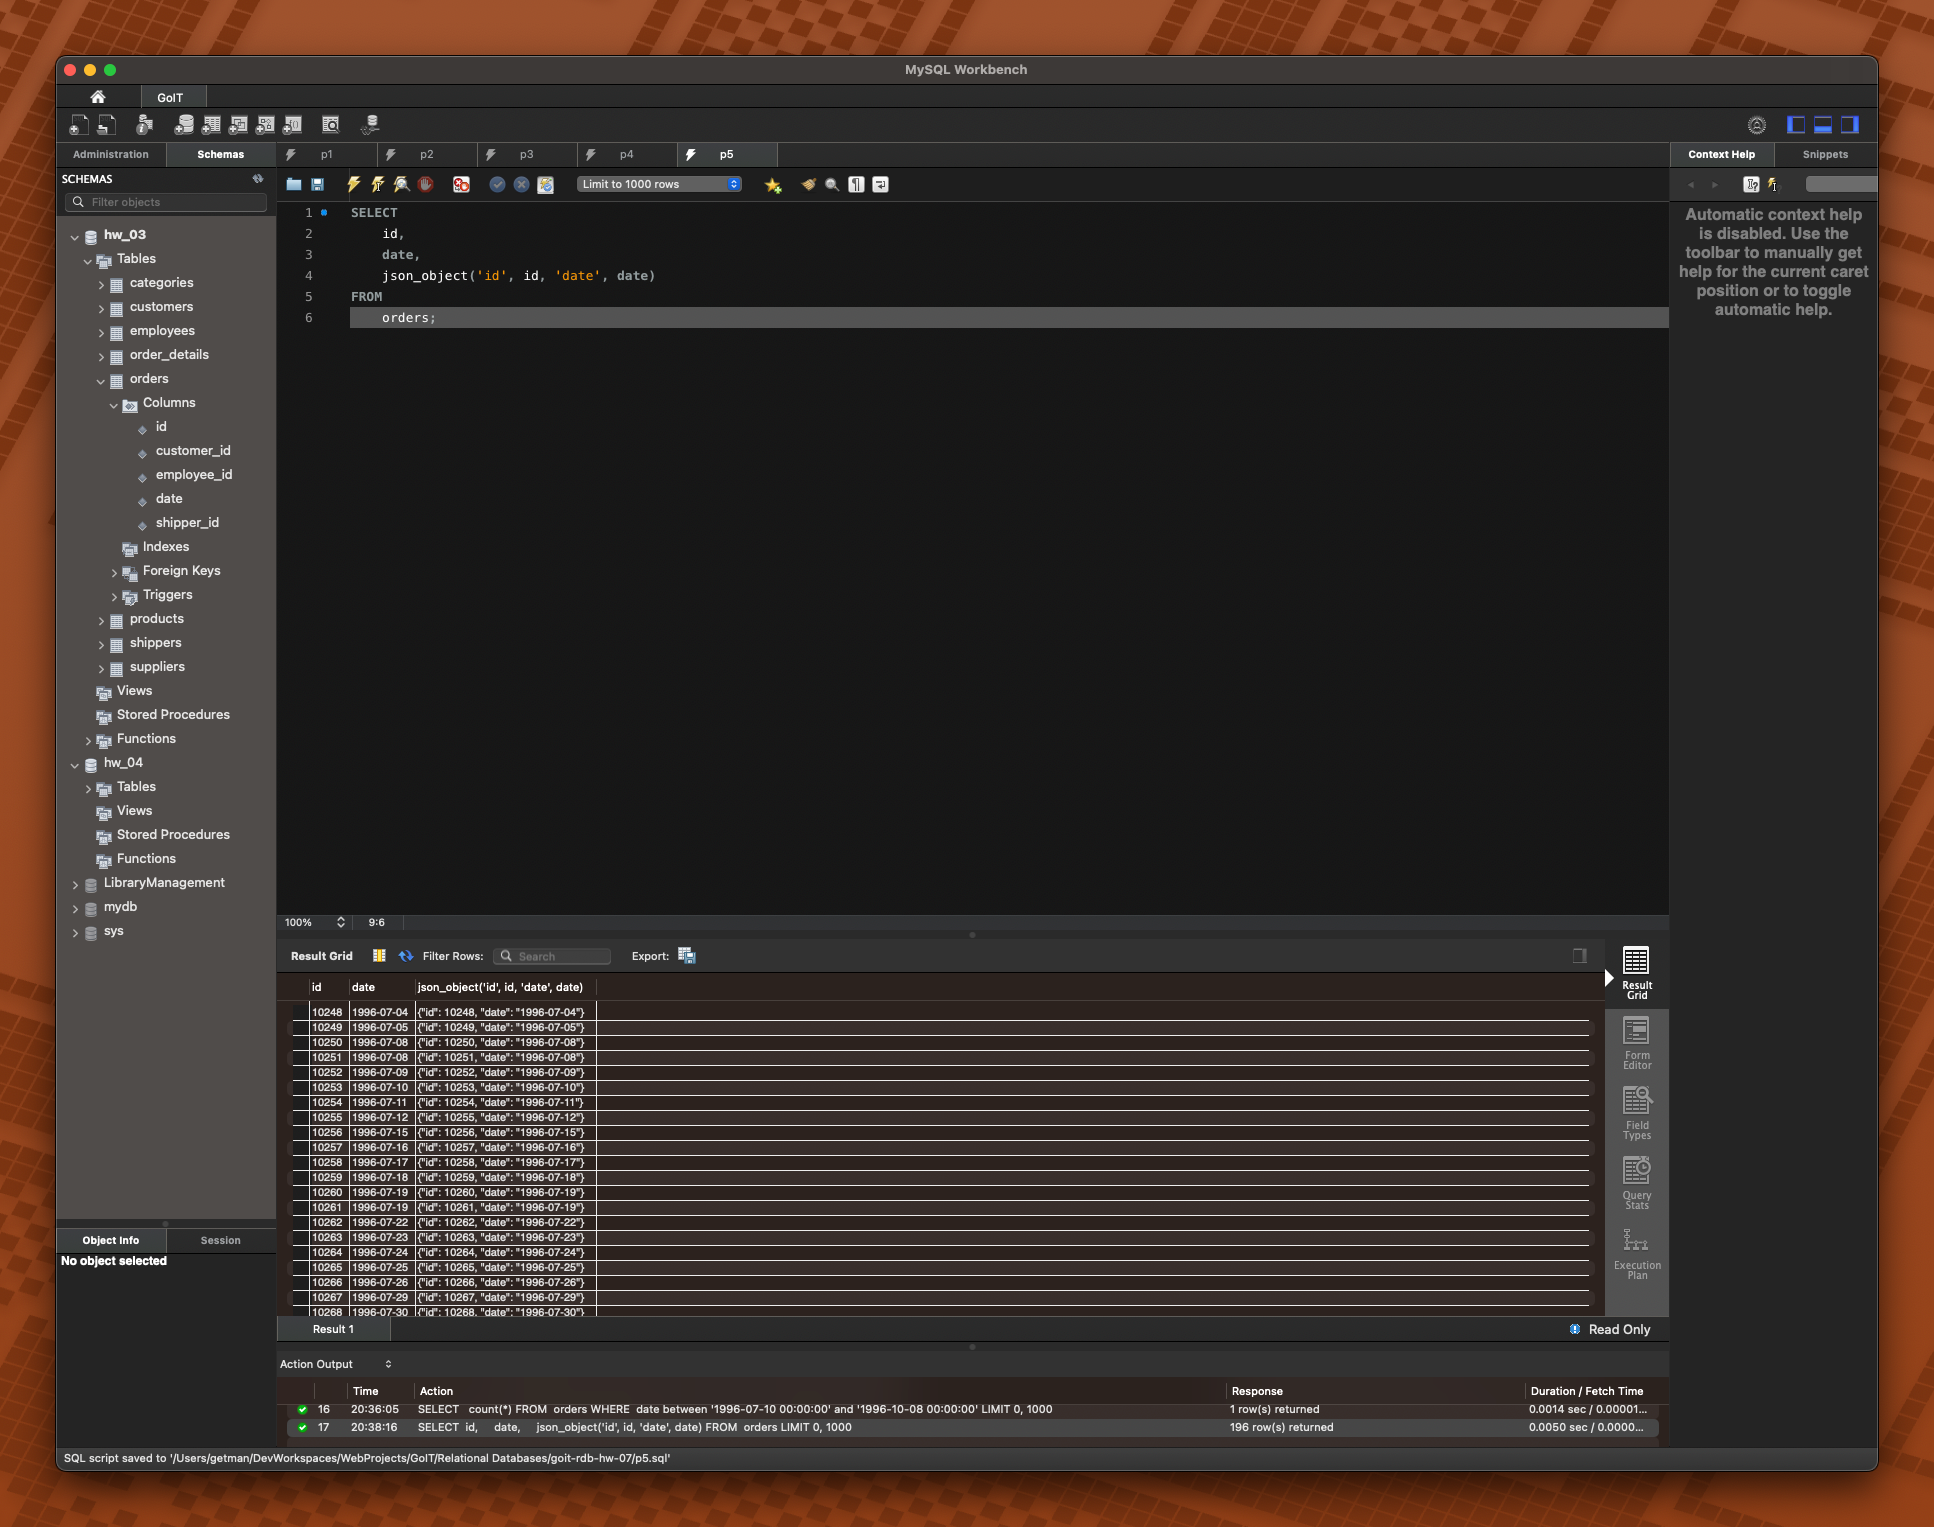 MySQL Workbench
GoIT
Administration
Schemas
p1
p2
p3
p4
p5
Context Help
Snippets
SCHEMAS
Filter objects
Limit to 1000 rows
Automatic context help
is disabled. Use the
toolbar to manually get
help for the current caret
position or to toggle
automatic help.
hw_03
Tables
categories
customers
employees
order_details
orders
Columns
id
customer_id
employee_id
date
shipper_id
Indexes
Foreign Keys
Triggers
products
shippers
suppliers
Views
Stored Procedures
Functions
hw_04
Tables
Views
Stored Procedures
Functions
LibraryManagement
mydb
sys
1 SELECT
2 id,
3 date,
4 json_object('id', id, 'date', date)
5 FROM
6 orders;
100%
9:6
Result Grid
Filter Rows:
Search
Export:
id date json_object('id', id, 'date', date)
10248 1996-07-04 {"id": 10248, "date": "1996-07-04"}
10249 1996-07-05 {"id": 10249, "date": "1996-07-05"}
10250 1996-07-08 {"id": 10250, "date": "1996-07-08"}
10251 1996-07-08 {"id": 10251, "date": "1996-07-08"}
10252 1996-07-09 {"id": 10252, "date": "1996-07-09"}
10253 1996-07-10 {"id": 10253, "date": "1996-07-10"}
10254 1996-07-11 {"id": 10254, "date": "1996-07-11"}
10255 1996-07-12 {"id": 10255, "date": "1996-07-12"}
10256 1996-07-15 {"id": 10256, "date": "1996-07-15"}
10257 1996-07-16 {"id": 10257, "date": "1996-07-16"}
10258 1996-07-17 {"id": 10258, "date": "1996-07-17"}
10259 1996-07-18 {"id": 10259, "date": "1996-07-18"}
10260 1996-07-19 {"id": 10260, "date": "1996-07-19"}
10261 1996-07-19 {"id": 10261, "date": "1996-07-19"}
10262 1996-07-22 {"id": 10262, "date": "1996-07-22"}
10263 1996-07-23 {"id": 10263, "date": "1996-07-23"}
10264 1996-07-24 {"id": 10264, "date": "1996-07-24"}
10265 1996-07-25 {"id": 10265, "date": "1996-07-25"}
10266 1996-07-26 {"id": 10266, "date": "1996-07-26"}
10267 1996-07-29 {"id": 10267, "date": "1996-07-29"}
10268 1996-07-30 {"id": 10268, "date": "1996-07-30"}
Result
Grid
Form
Editor
Field
Types
Query
Stats
Execution
Plan
Object Info
Session
No object selected
Result 1
Read Only
Action Output
Time Action Response Duration / Fetch Time
16 20:36:05 SELECT count(*) FROM orders WHERE date between '1996-07-10 00:00:00' and '1996-10-08 00:00:00' LIMIT 0, 1000 1 row(s) returned 0.0014 sec / 0.00001...
17 20:38:16 SELECT id, date, json_object('id', id, 'date', date) FROM orders LIMIT 0, 1000 196 row(s) returned 0.0050 sec / 0.0000...
SQL script saved to '/Users/getman/DevWorkspaces/WebProjects/GoIT/Relational Databases/goit-rdb-hw-07/p5.sql'